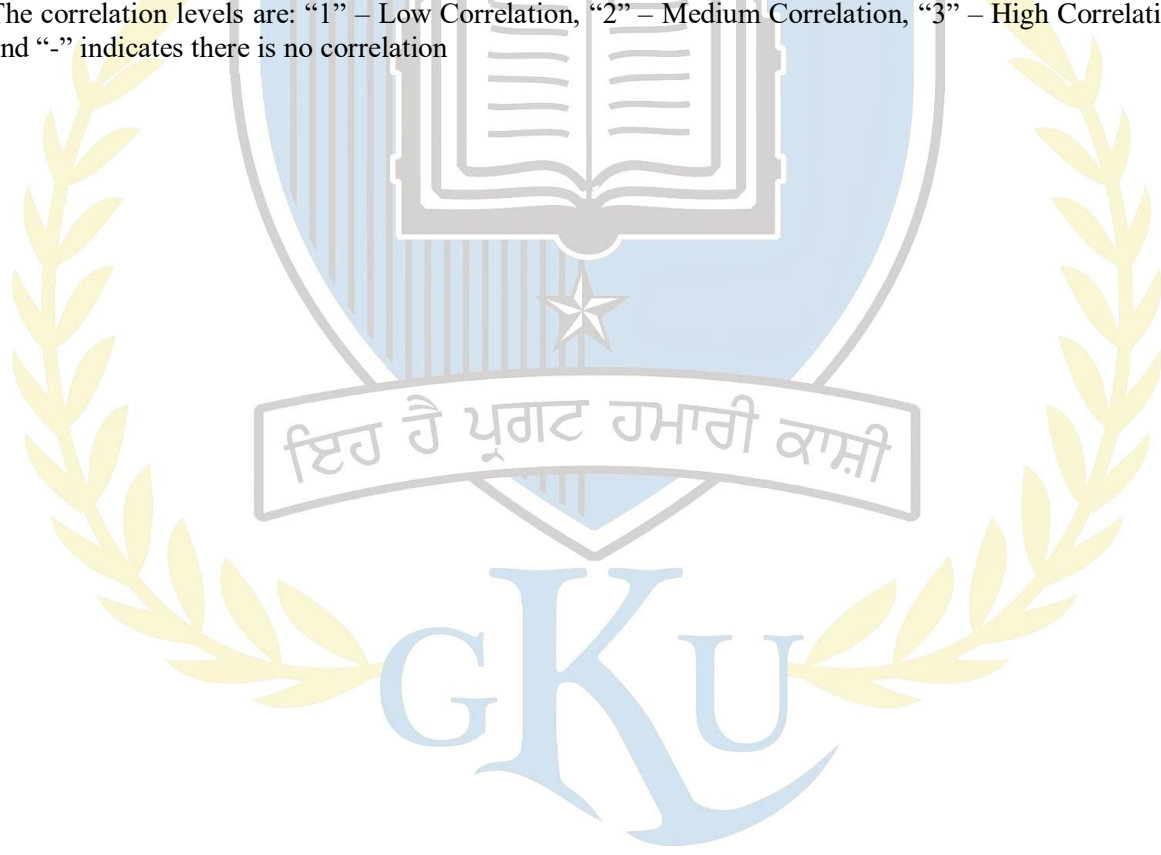 The correlation levels are: “1” – Low Correlation, “2” – Medium Correlation, “3” – High Correlati
nd “-” indicates there is no correlation
ਇਹ ਹੈ ਪ੍ਰਗਟ ਹਮਾਰੀ ਕਾਸ਼ੀ
GKU